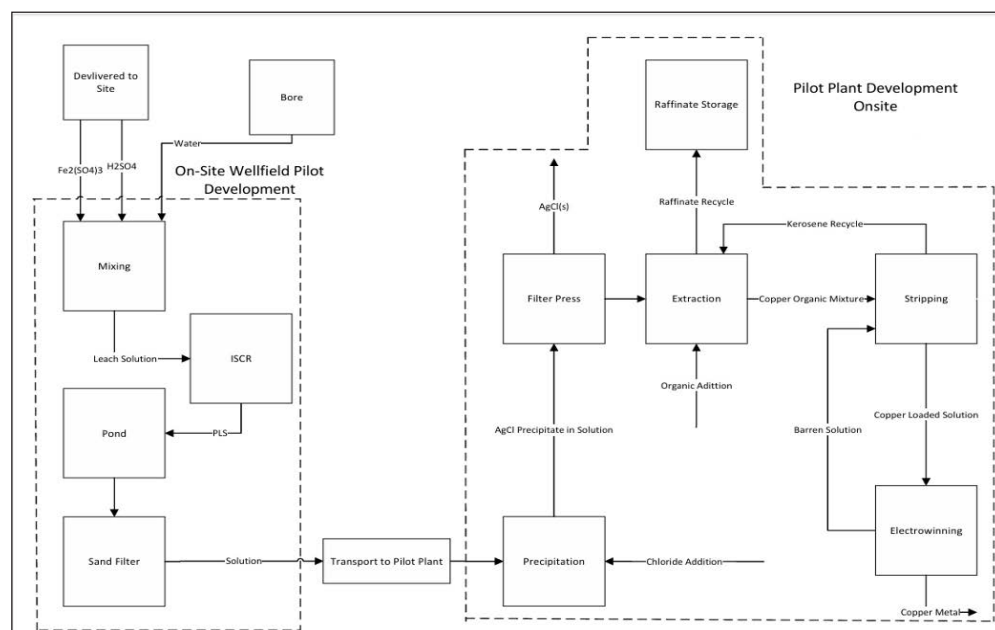 Devlivered to
Site
Bore
Water
Fe2(SO4)3
H2SO4
On-Site Wellfield Pilot
Development
Mixing
Leach Solution
ISCR
Pond
PLS
Sand Filter
Solution
Transport to Pilot Plant
Pilot Plant Development
Onsite
Raffinate Storage
AgCl(s)
Raffinate Recycle
Kerosene Recycle
Filter Press
Extraction
Copper Organic Mixture
Stripping
Organic Adittion
AgCl Precipitate in Solution
Barren Solution
Copper Loaded Solution
Precipitation
Chloride Addition
Electrowinning
Copper Metal